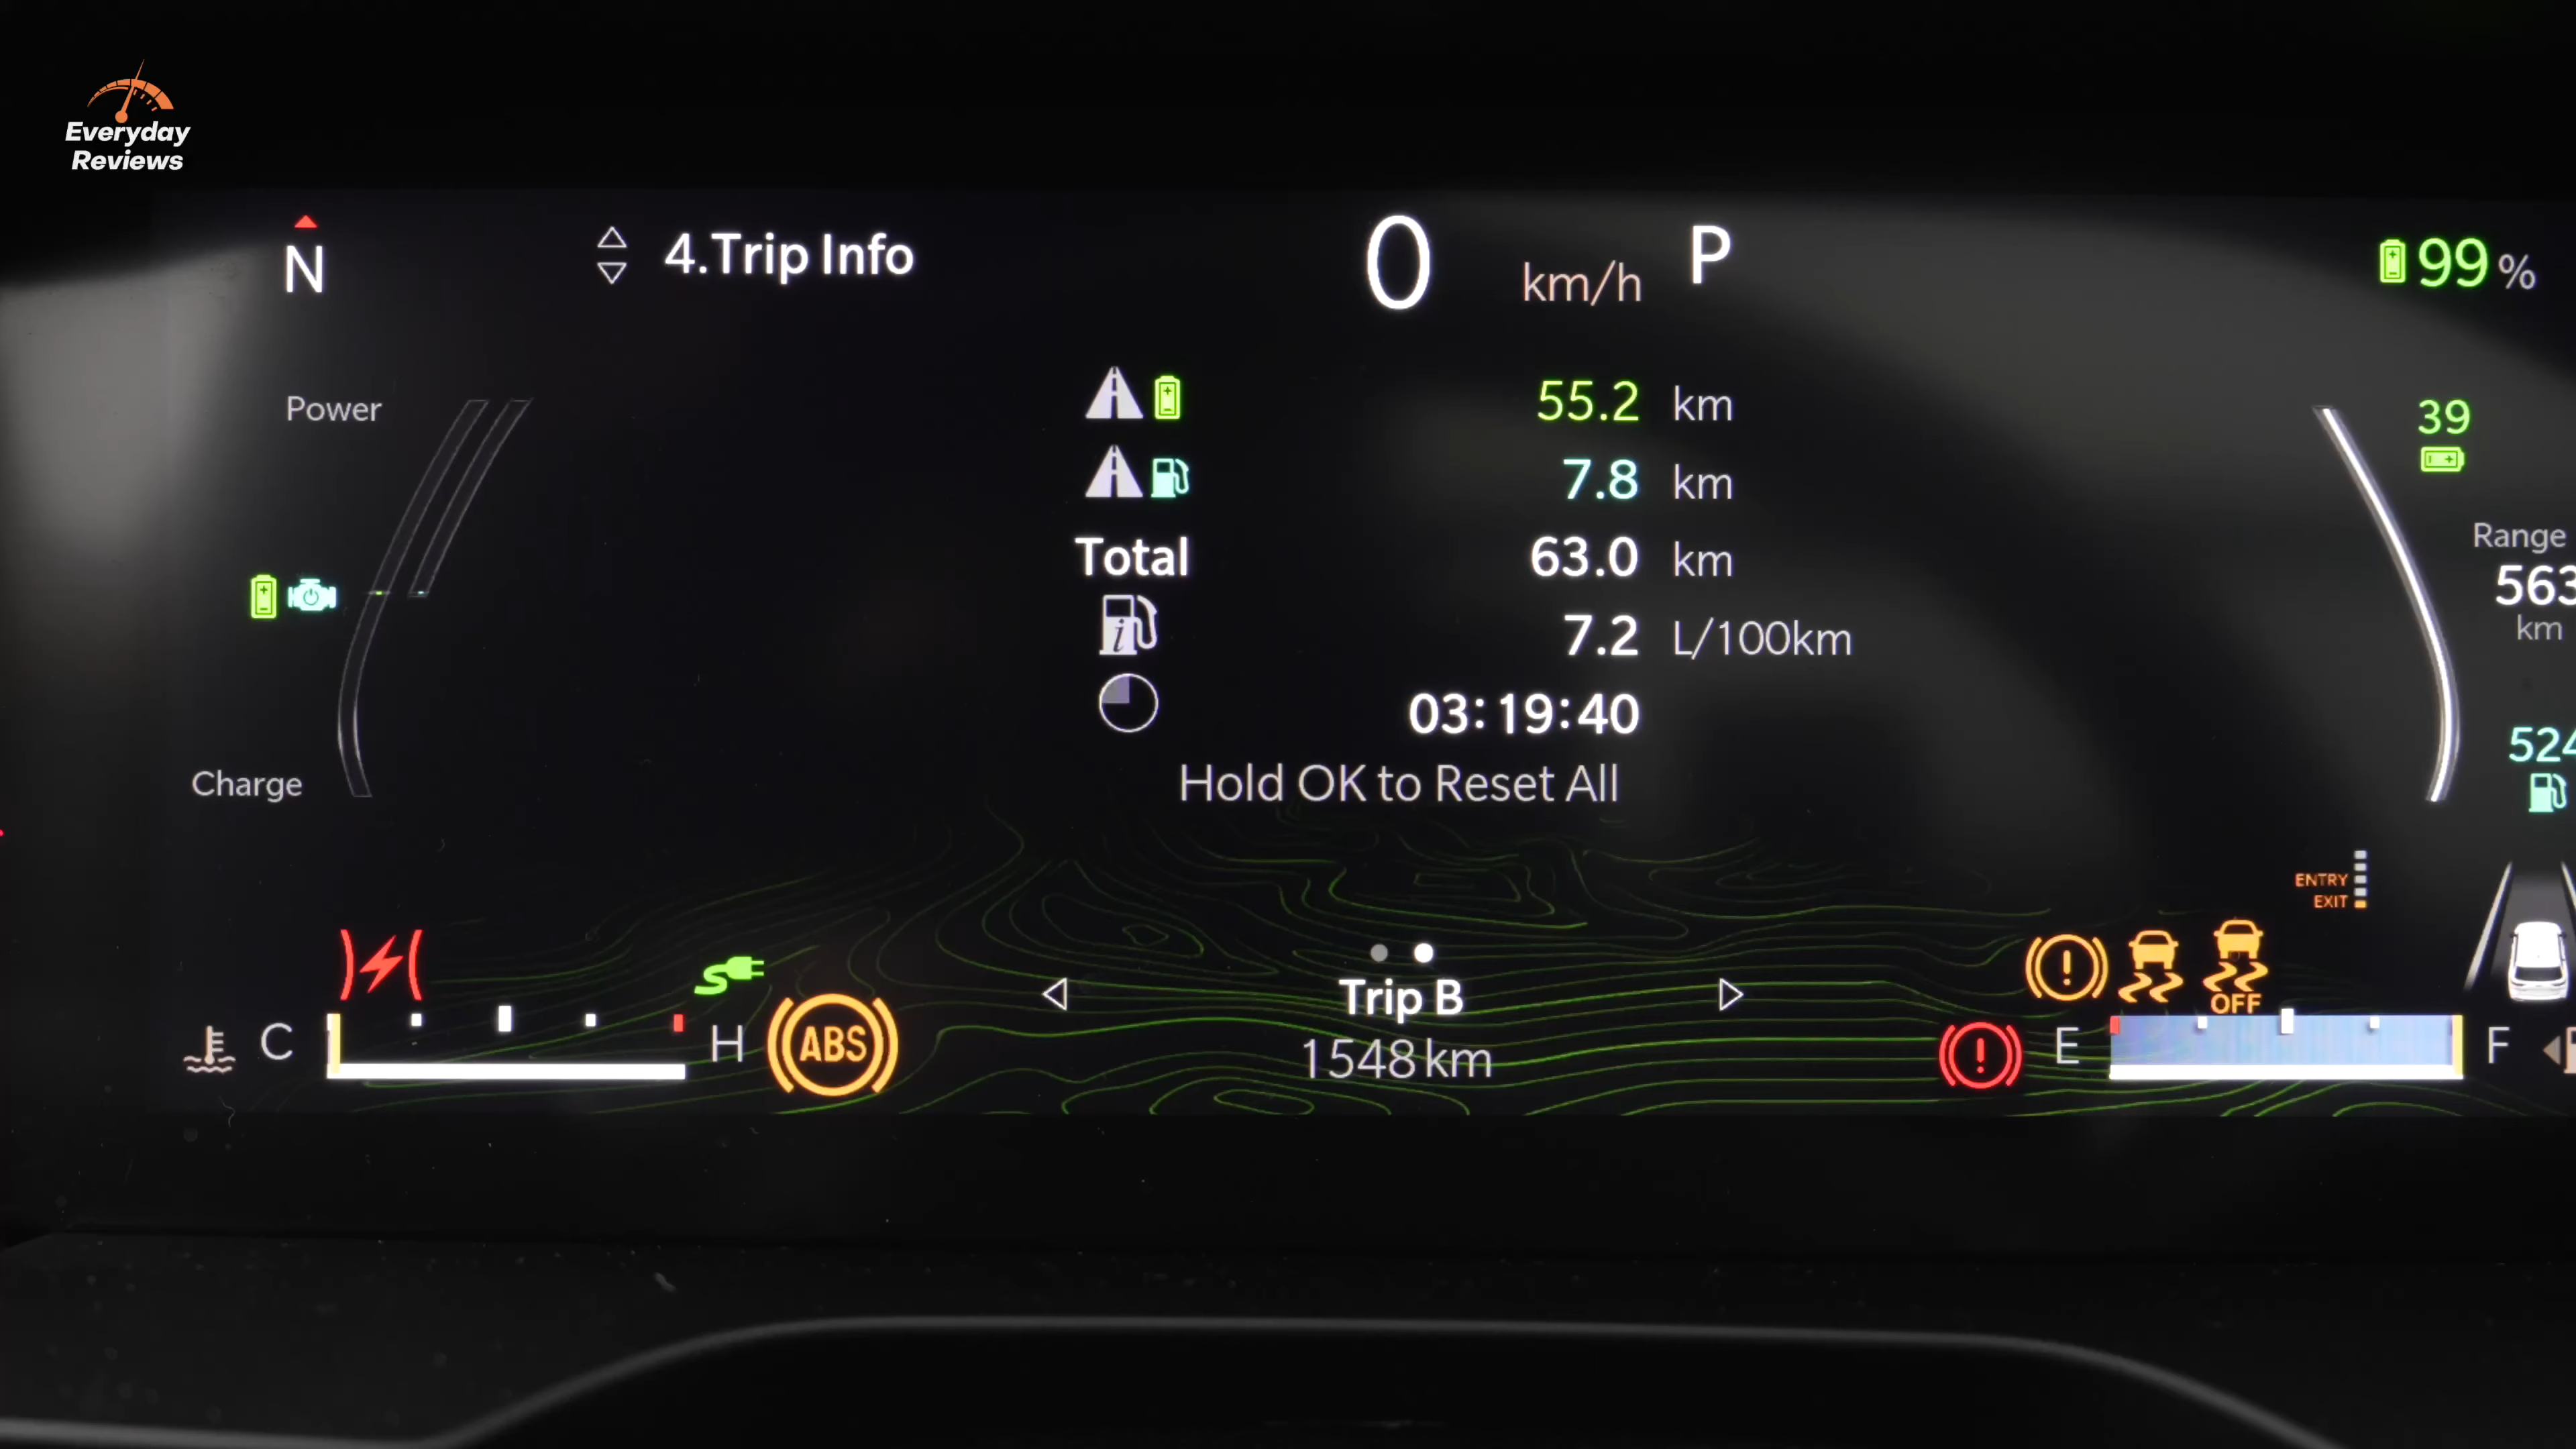 Everyday
Reviews
N
4.Trip Info
0 km/h P
99 %
Power
55.2 km
39
7.8 km
Range
Total 63.0 km
563
km
7.2 L/100km
03:19:40
524
Charge
Hold OK to Reset All
ENTRY
EXIT
Trip B
OFF
C H
ABS
1548 km
E F